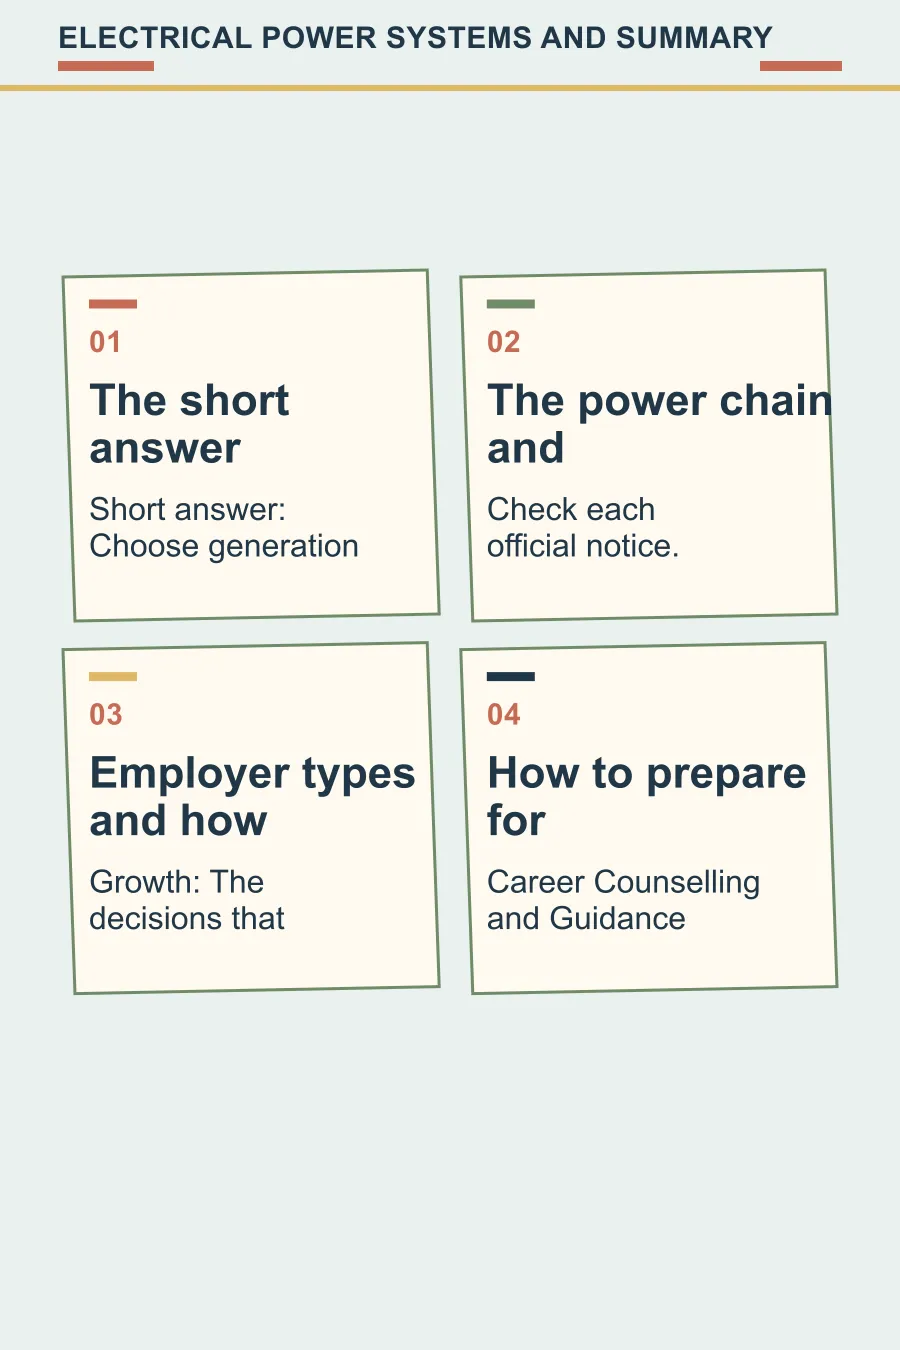 ELECTRICAL POWER SYSTEMS AND SUMMARY
01
The short
answer
Short answer:
Choose generation
02
The power chain
and
Check each
official notice.
03
Employer types
and how
Growth: The
decisions that
04
How to prepare
for
Career Counselling
and Guidance